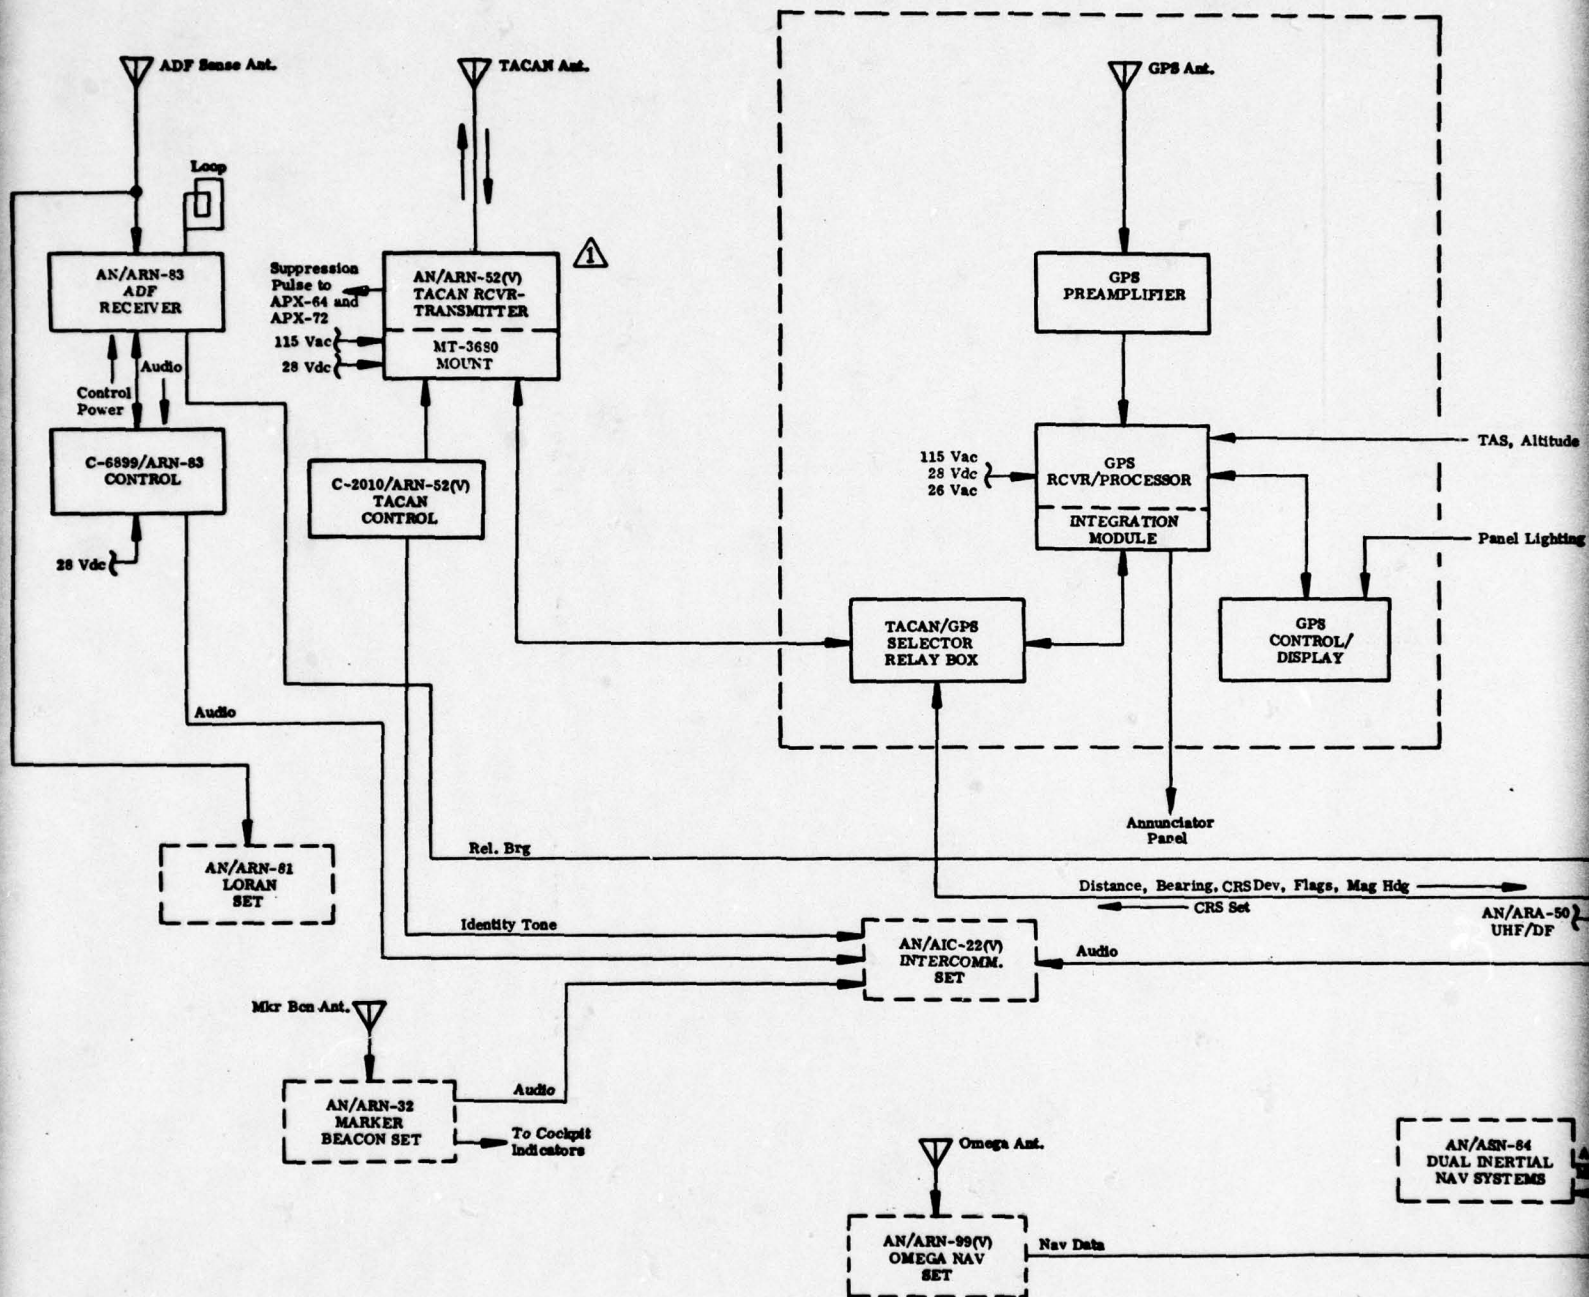 ADF Sense Ant.
TACAN Ant.
GPS Ant.
Loop
AN/ARN-83
ADF
RECEIVER
Suppression
Pulse to
APX-64 and
APX-72
115 Vac
28 Vdc
AN/ARN-52(V)
TACAN RCVR-
TRANSMITTER
MT-3680
MOUNT
1
GPS
PREAMPLIFIER
Audio
Control
Power
C-6899/ARN-83
CONTROL
28 Vdc
C-2010/ARN-52(V)
TACAN
CONTROL
115 Vac
28 Vdc
26 Vac
GPS
RCVR/PROCESSOR
INTEGRATION
MODULE
TAS, Altitude
Panel Lighting
TACAN/GPS
SELECTOR
RELAY BOX
GPS
CONTROL/
DISPLAY
Audio
Annunciator
Panel
Rel. Brg
AN/ARN-81
LORAN
SET
Distance, Bearing, CRS Dev, Flags, Mag Hdg
CRS Set
AN/ARA-50
UHF/DF
Identity Tone
AN/AIC-22(V)
INTERCOMM.
SET
Audio
Mkr Bcn Ant.
AN/ARN-32
MARKER
BEACON SET
Audio
To Cockpit
Indicators
Omega Ant.
AN/ASN-84
DUAL INERTIAL
NAV SYSTEMS
AN/ARN-99(V)
OMEGA NAV
SET
Nav Data